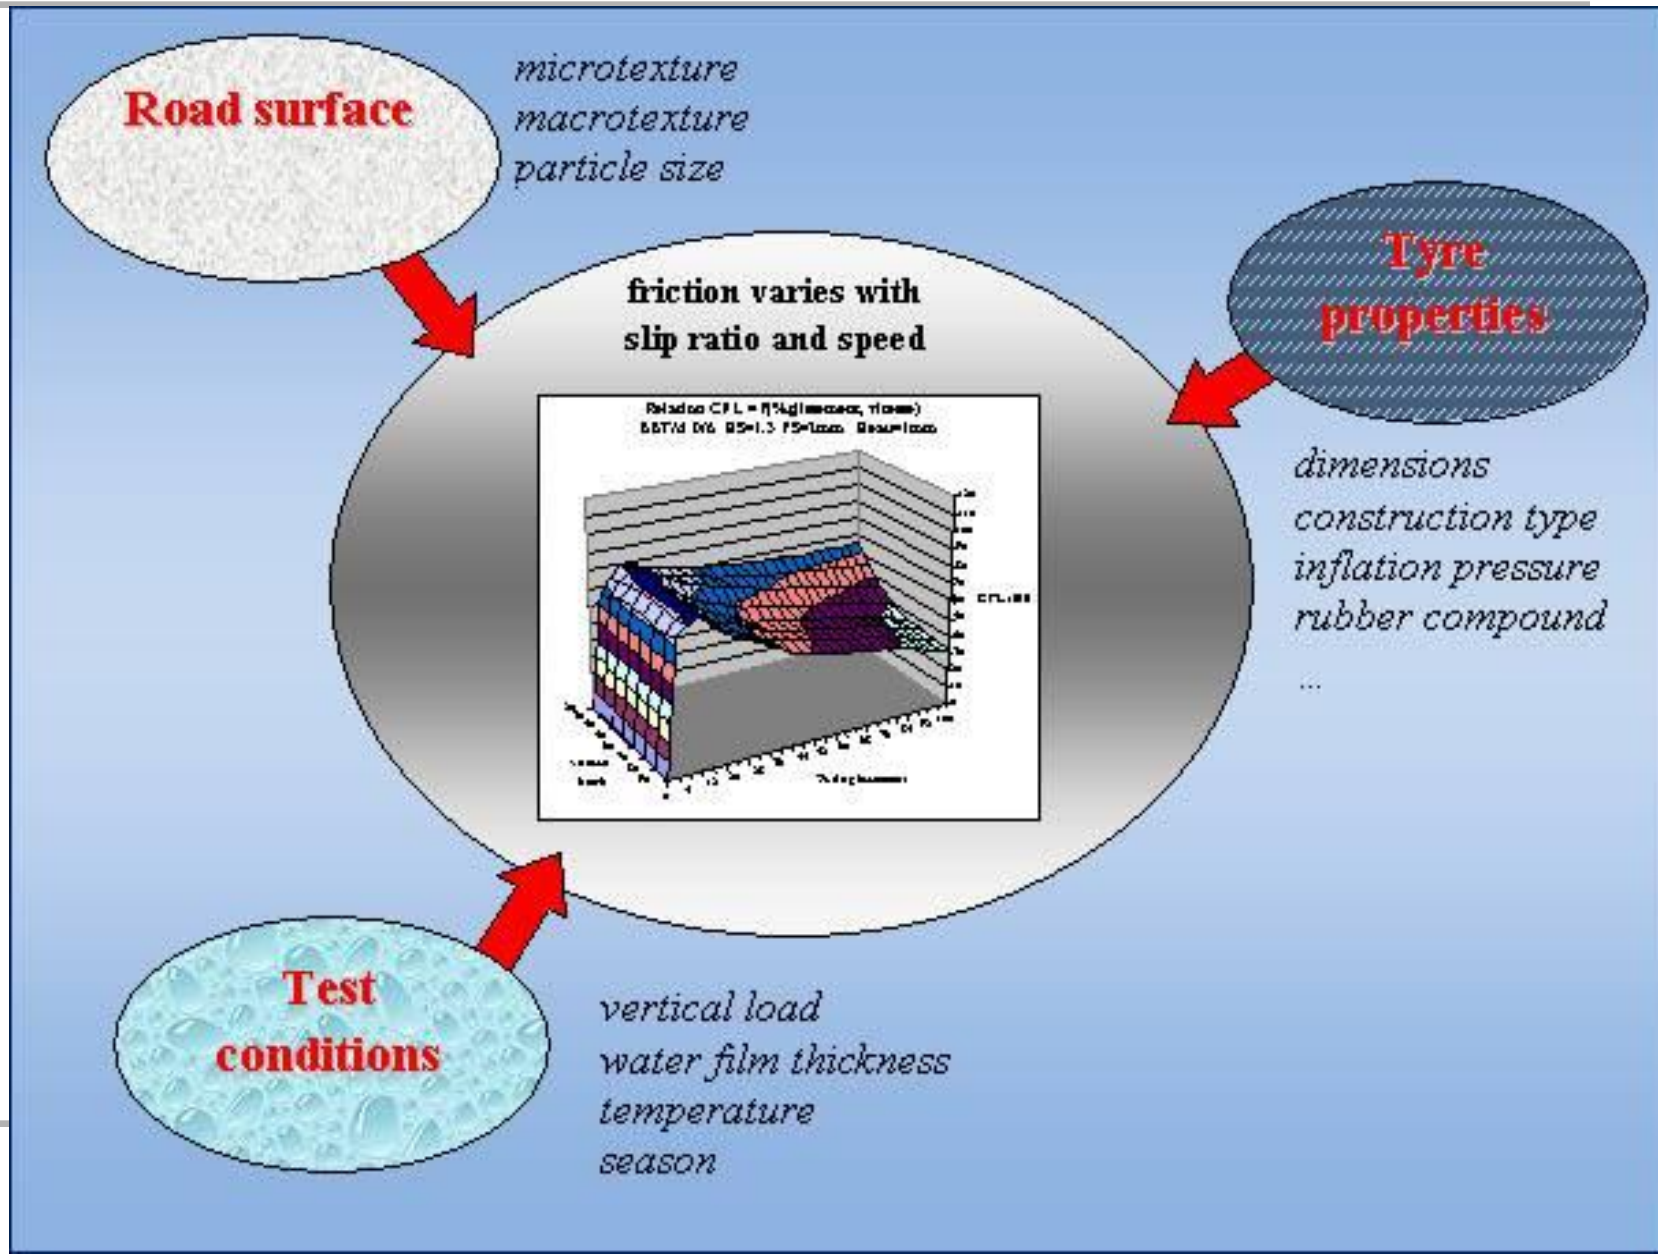 Road surface
microtexture
macrotexture
particle size
Tyre
properties
dimensions
construction type
inflation pressure
rubber compound
...
friction varies with
slip ratio and speed
Test
conditions
vertical load
water film thickness
temperature
season